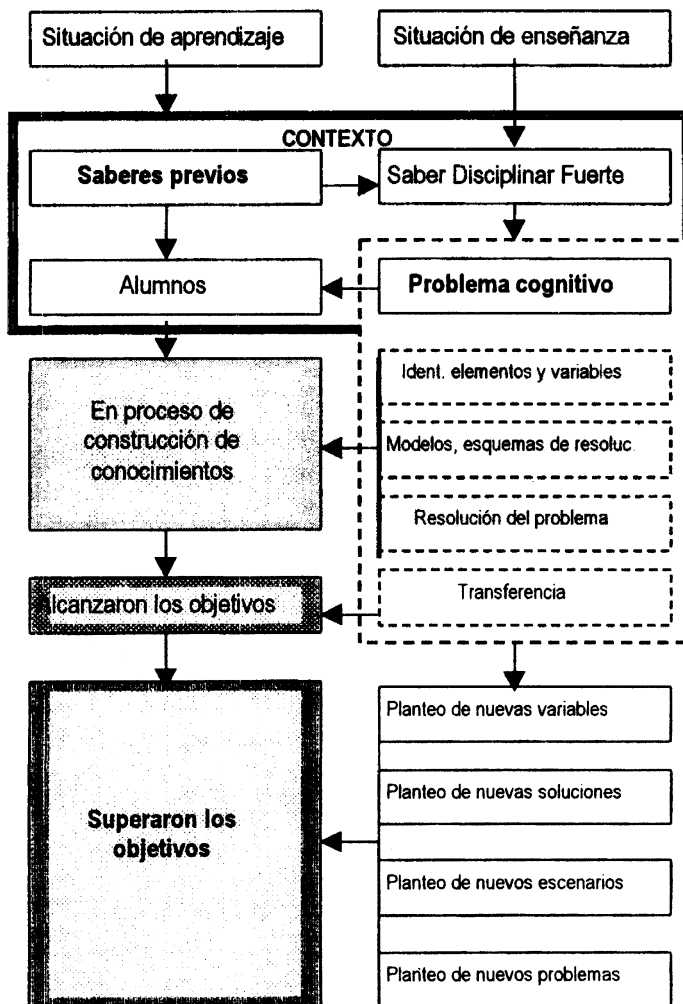 Situación de aprendizaje
Situación de enseñanza
CONTEXTO
Saberes previos
Saber Disciplinar Fuerte
Alumnos
Problema cognitivo
Ident. elementos y variables
En proceso de
construcción de
conocimientos
Modelos, esquemas de resoluc.
Resolución del problema
Alcanzaron los objetivos
Transferencia
Planteo de nuevas variables
Planteo de nuevas soluciones
Superaron los
objetivos
Planteo de nuevos escenarios
Planteo de nuevos problemas